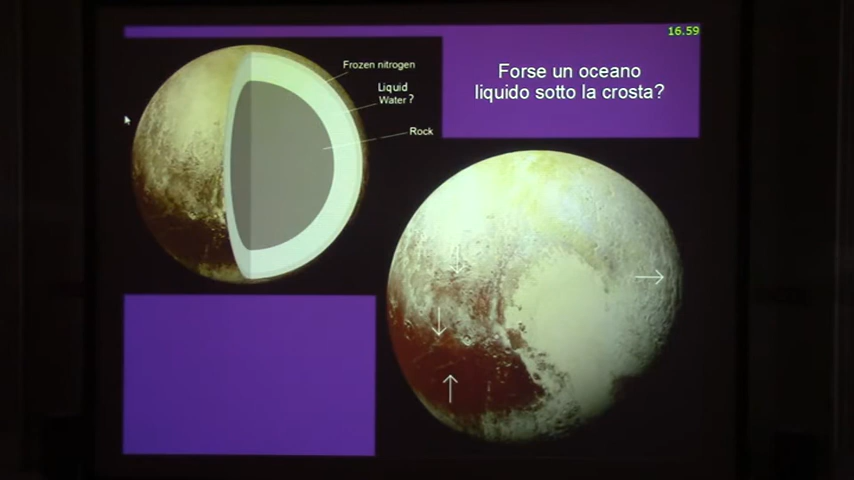 16.59
Frozen nitrogen
Liquid
Water ?
Rock
Forse un oceano
liquido sotto la crosta?